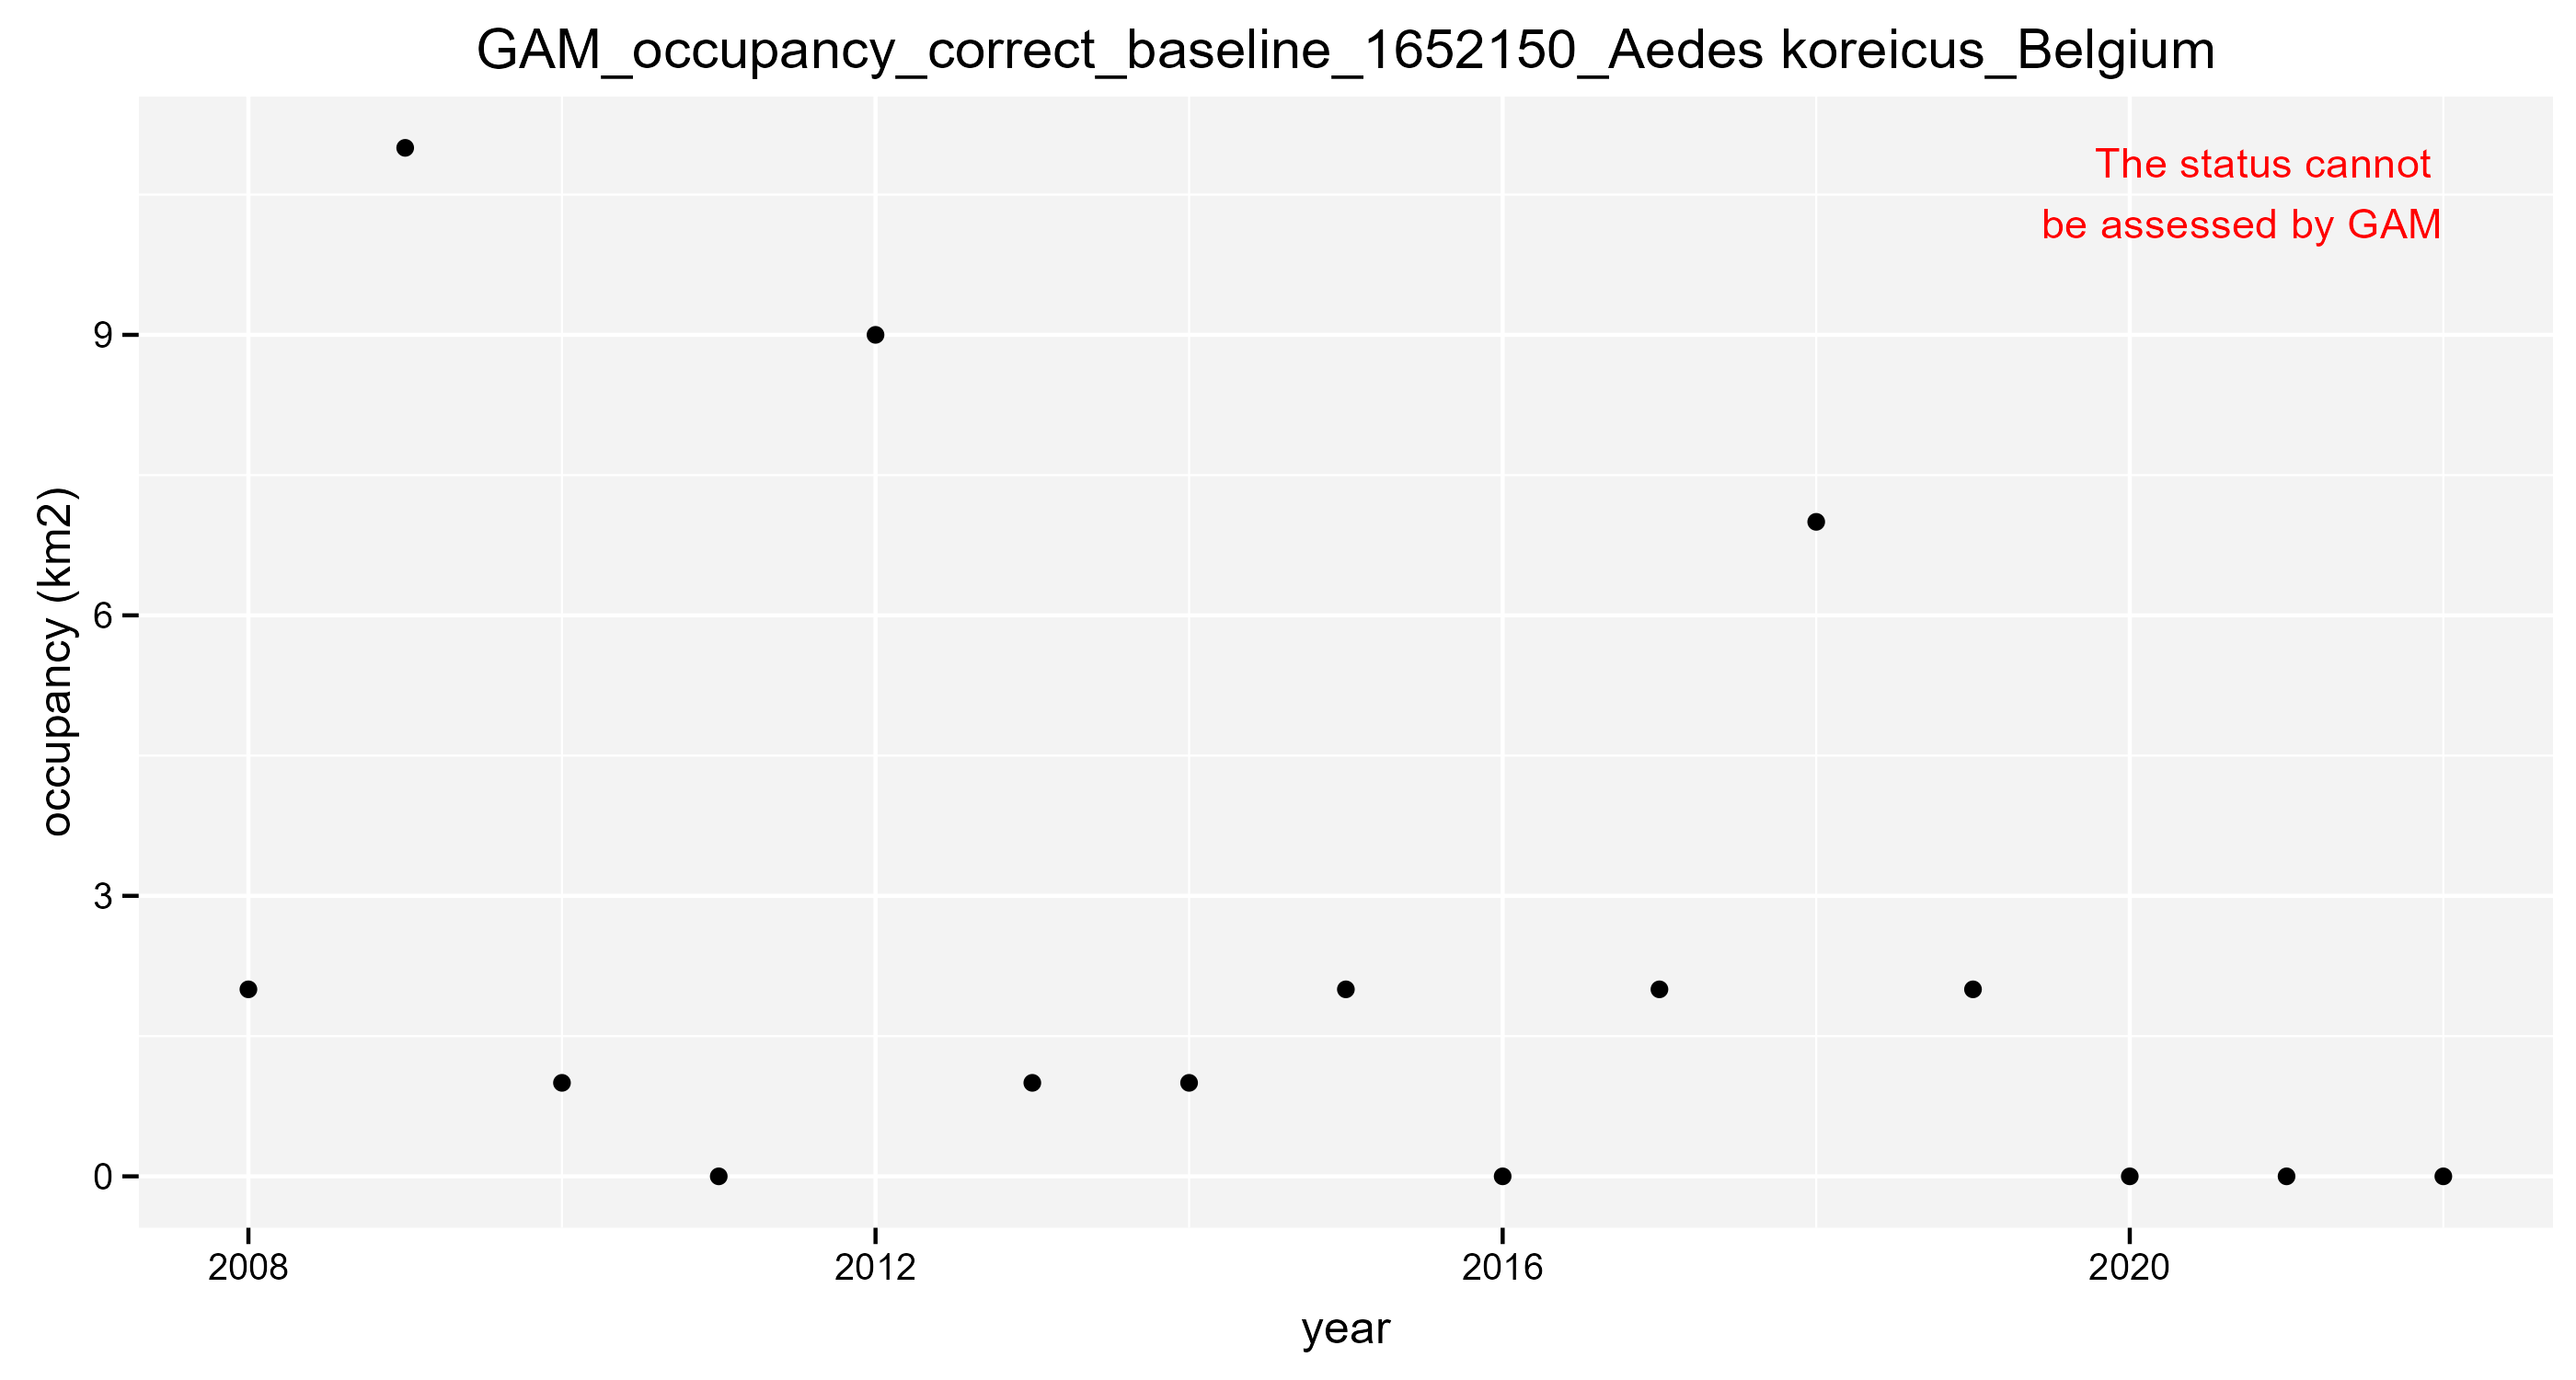 GAM_occupancy_correct_baseline_1652150_Aedes koreicus_Belgium
The status cannot
be assessed by GAM
occupancy (km2)
9
6
3
0
2008
2012
2016
2020
year